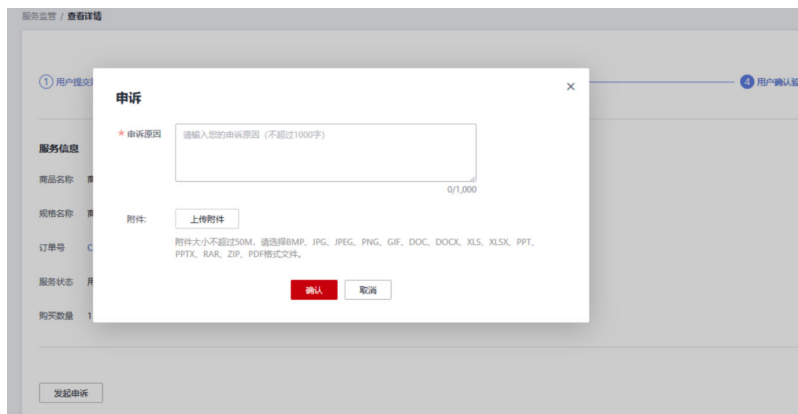 服务监管 / 查看详情
1 用户提交
4 用户确认验
申诉
* 申诉原因
请输入您的申诉原因（不超过1000字）
0/1,000
服务信息
商品名称 商
规格名称 商
订单号 C
服务状态 用
购买数量 1
附件:
上传附件
附件大小不超过50M，请选择BMP、JPG、JPEG、PNG、GIF、DOC、DOCX、XLS、XLSX、PPT、
PPTX、RAR、ZIP、PDF格式文件。
确认
取消
发起申诉